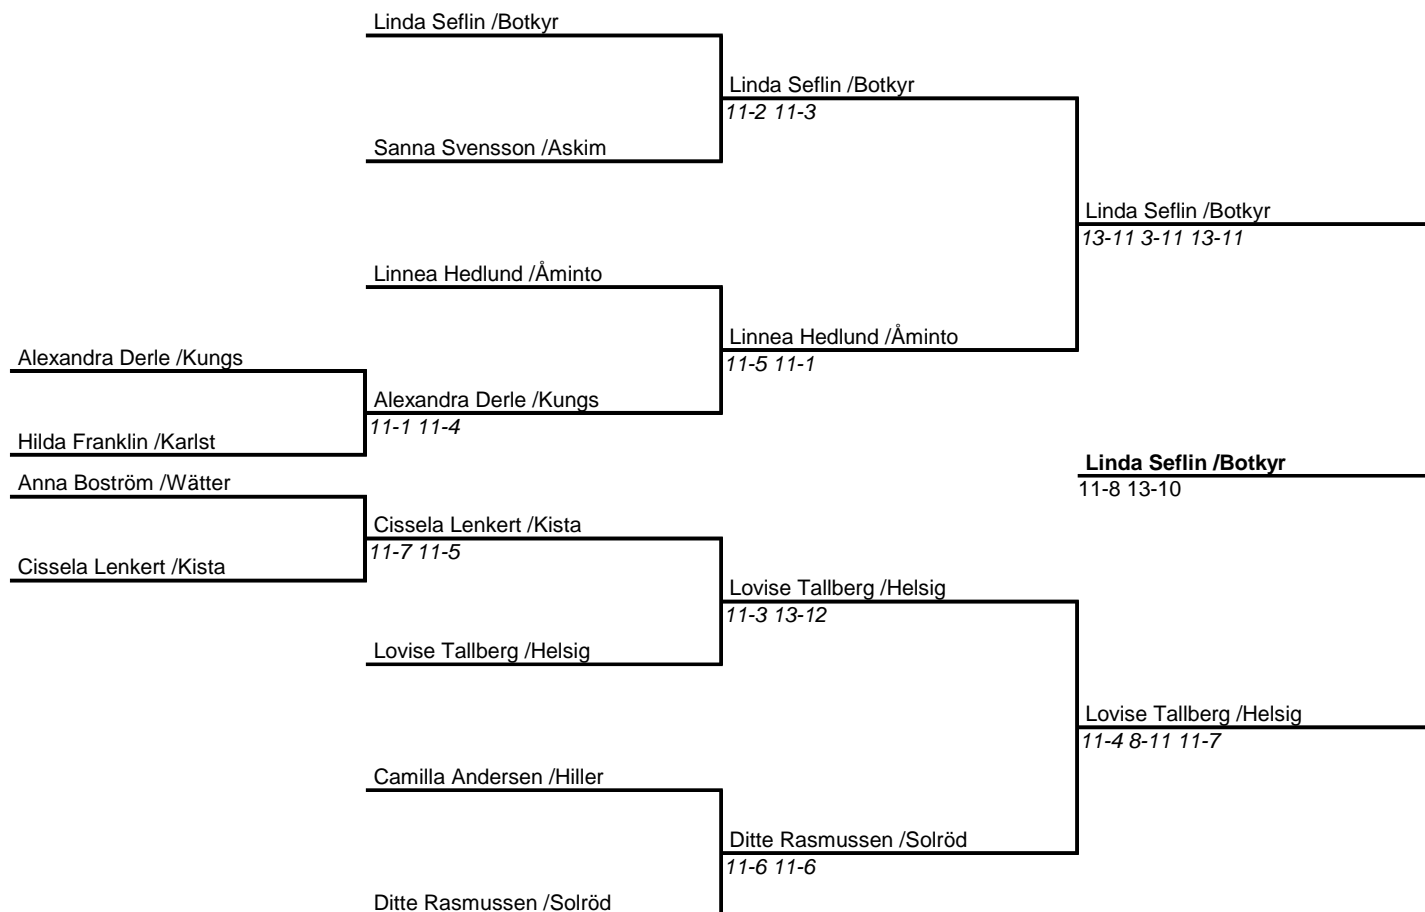 Linda Seflin /Botkyr
Linda Seflin /Botkyr
11-2 11-3
Sanna Svensson /Askim
Linda Seflin /Botkyr
13-11 3-11 13-11
Linnea Hedlund /Åminto
Linnea Hedlund /Åminto
11-5 11-1
Alexandra Derle /Kungs
Alexandra Derle /Kungs
11-1 11-4
Hilda Franklin /Karlst
Linda Seflin /Botkyr
11-8 13-10
Anna Boström /Wätter
Cissela Lenkert /Kista
11-7 11-5
Cissela Lenkert /Kista
Lovise Tallberg /Helsig
11-3 13-12
Lovise Tallberg /Helsig
Lovise Tallberg /Helsig
11-4 8-11 11-7
Camilla Andersen /Hiller
Ditte Rasmussen /Solröd
11-6 11-6
Ditte Rasmussen /Solröd